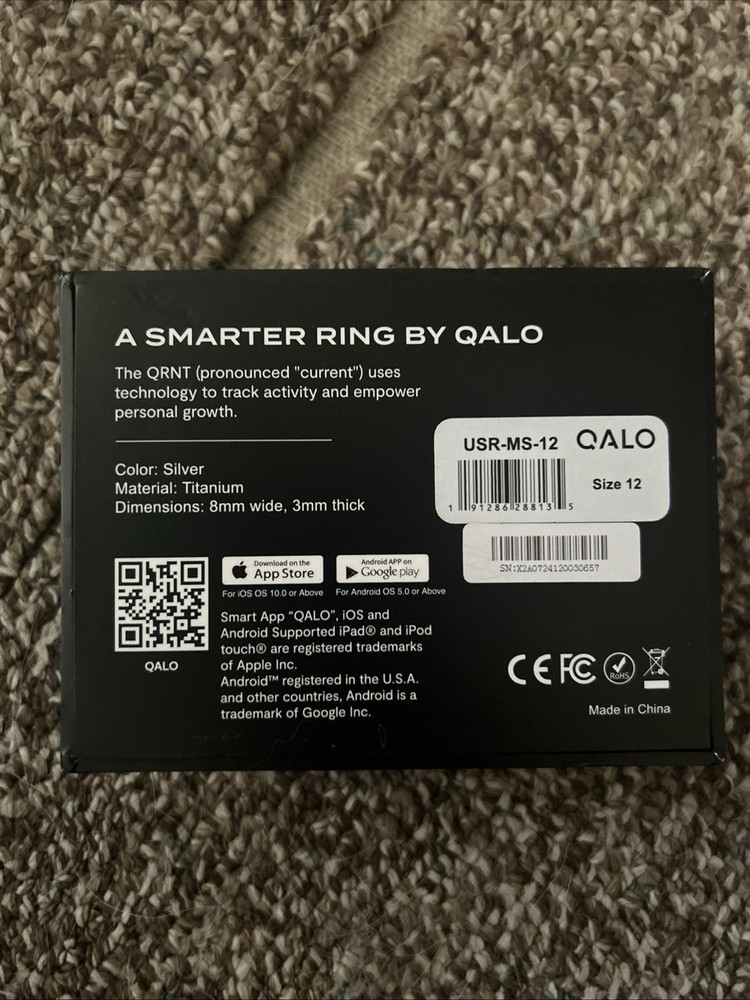 A SMARTER RING BY QALO
The QRNT (pronounced "current") uses
technology to track activity and empower
personal growth.
Color: Silver
Material: Titanium
Dimensions: 8mm wide, 3mm thick
USR-MS-12 QALO
Size 12
1 91286 28813 5
SN:X2A0724120030657
QALO
Download on the
App Store
For iOS OS 10.0 or Above
Android APP on
Google play
For Android OS 5.0 or Above
Smart App “QALO”, iOS and
Android Supported iPad® and iPod
touch® are registered trademarks
of Apple Inc.
Android™ registered in the U.S.A.
and other countries, Android is a
trademark of Google Inc.
CE FC RoHS
Made in China